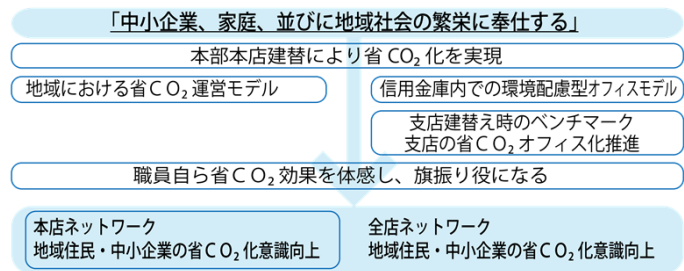 「中小企業、家庭、並びに地域社会の繁栄に奉仕する」
本部本店建替により省CO₂化を実現
地域における省CO₂運営モデル
信用金庫内での環境配慮型オフィスモデル
支店建替え時のベンチマーク
支店の省CO₂オフィス化推進
職員自ら省CO₂効果を体感し、旗振り役になる
本店ネットワーク
地域住民・中小企業の省CO₂化意識向上
全店ネットワーク
地域住民・中小企業の省CO₂化意識向上